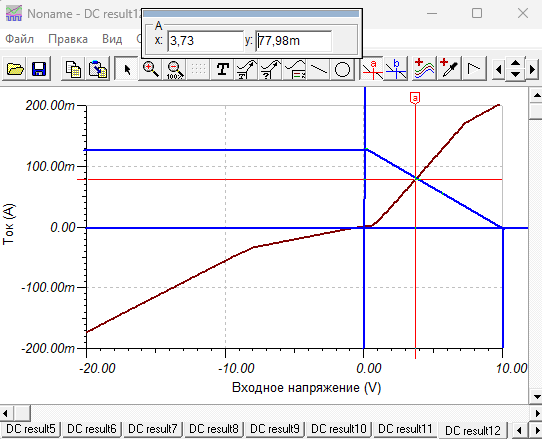 Noname - DC result12
A
x: 3,73 y: 77,98m
Файл Правка Вид
100%
T
a b
a
200.00m
100.00m
0.00
-100.00m
-200.00m
Ток (А)
-20.00 -10.00 0.00 10.00
Входное напряжение (V)
DC result5 DC result6 DC result7 DC result8 DC result9 DC result10 DC result11 DC result12